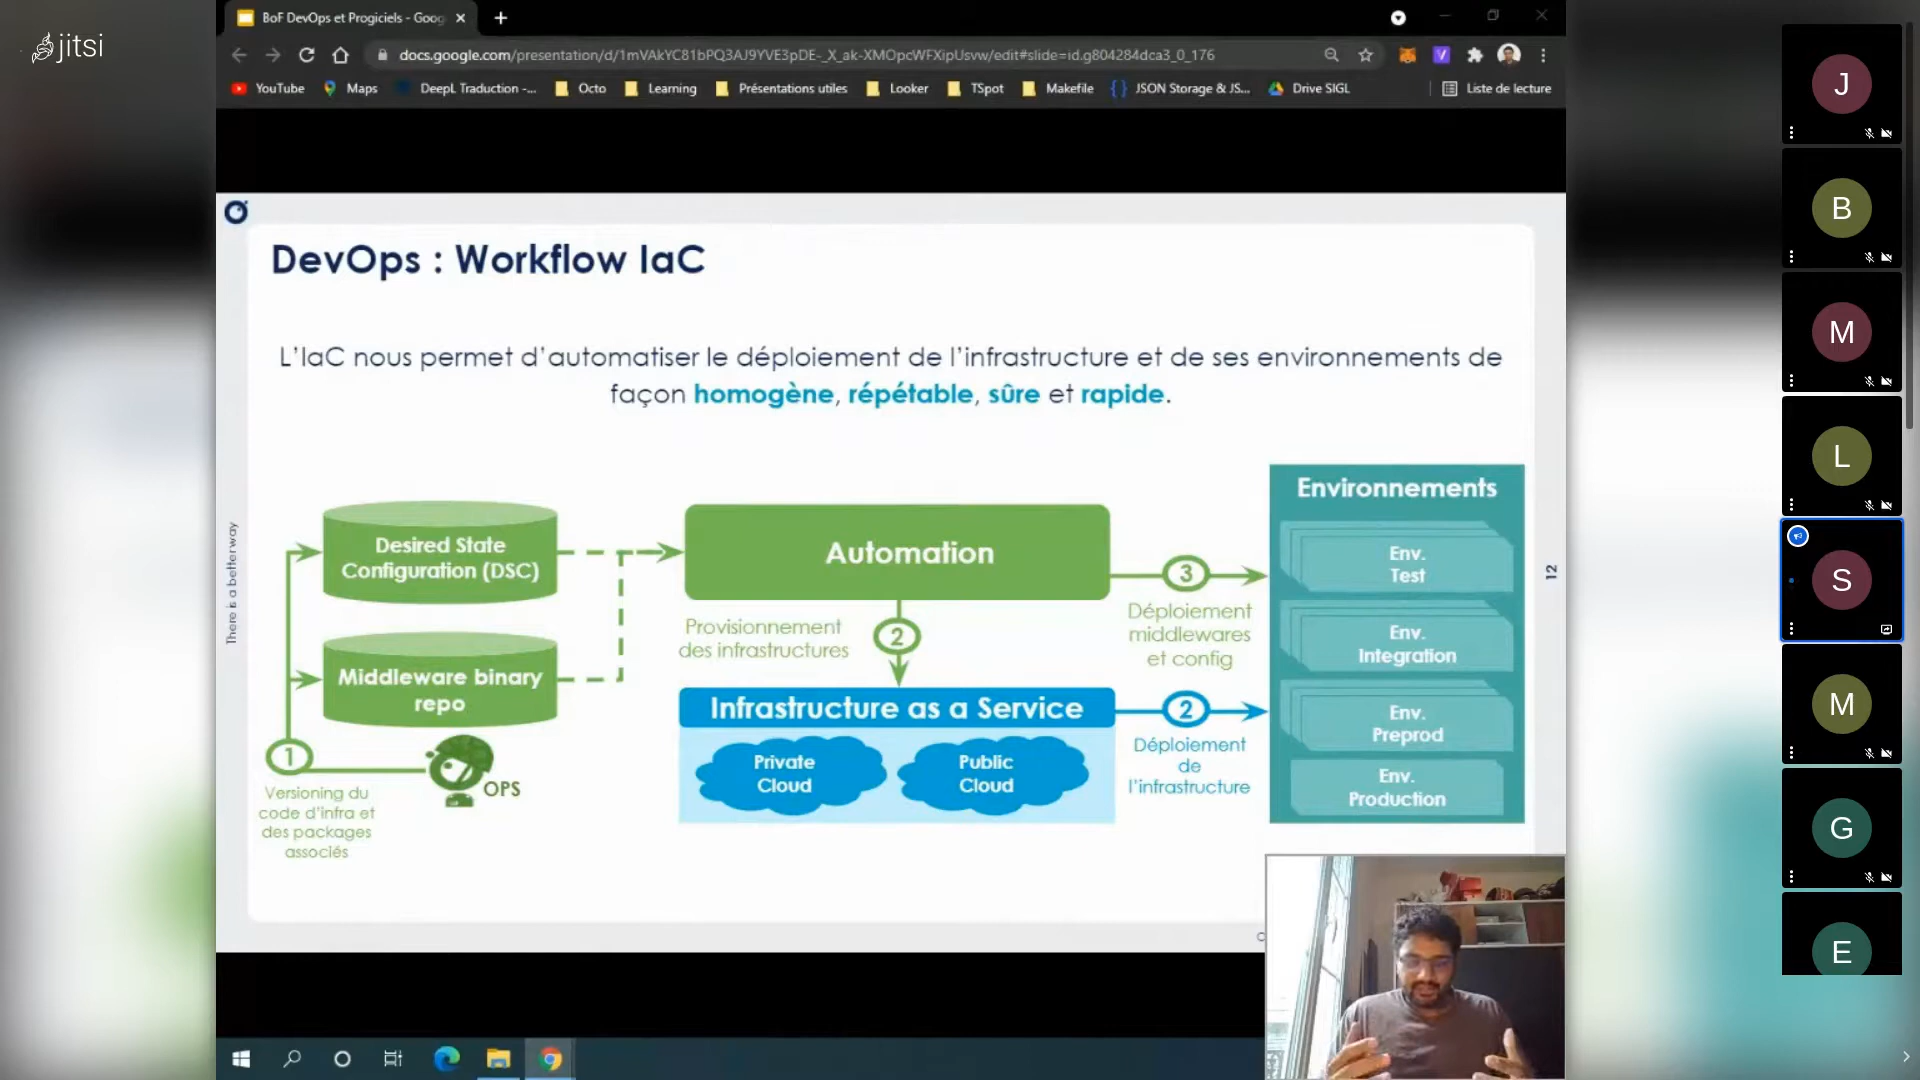 jitsi
BoF DevOps et Progiciels - Goog
docs.google.com/presentation/d/1mVAkYC81bPQ3AJ9YVE3pDE-_X_ak-XMOpcWFXipUsvw/edit#slide=id.g804284dca3_0_176
YouTube
Maps
DeepL Traduction -...
Octo
Learning
Présentations utiles
Looker
TSpot
Makefile
JSON Storage & JS...
Drive SIGL
Liste de lecture
DevOps : Workflow IaC
L'IaC nous permet d'automatiser le déploiement de l'infrastructure et de ses environnements de
façon homogène, répétable, sûre et rapide.
There is a better way
Desired State
Configuration (DSC)
Middleware binary
repo
1
OPS
Versioning du
code d'infra et
des packages
associés
Automation
Provisionnement
des infrastructures
2
Infrastructure as a Service
Private
Cloud
Public
Cloud
3
Déploiement
middlewares
et config
2
Déploiement
de
l'infrastructure
Environnements
Env.
Test
Env.
Integration
Env.
Preprod
Env.
Production
12
J
B
M
L
S
M
G
E